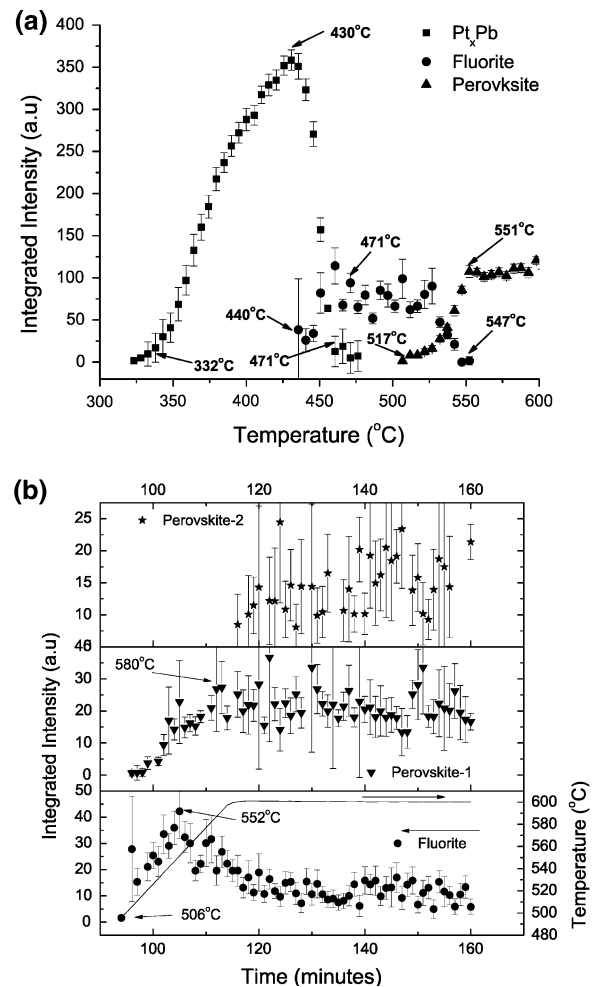 (a)
430°C
PtxPb
Fluorite
Perovksite
400
350
300
250
200
150
100
50
0
Integrated Intensity (a.u)
471°C
551°C
440°C
332°C
471°C
517°C
547°C
300 350 400 450 500 550 600
Temperature (°C)
(b)
100 120 140 160
Perovskite-2
25
20
15
10
580°C
30
20
10
0
Perovskite-1
50
40
30
20
10
0
Integrated Intensity (a.u)
552°C
506°C
Fluorite
600
580
560
540
520
500
480
Temperature (°C)
100 120 140 160
Time (minutes)